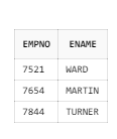 EMPNO ENAME
7521 WARD
7654 MARTIN
7844 TURNER